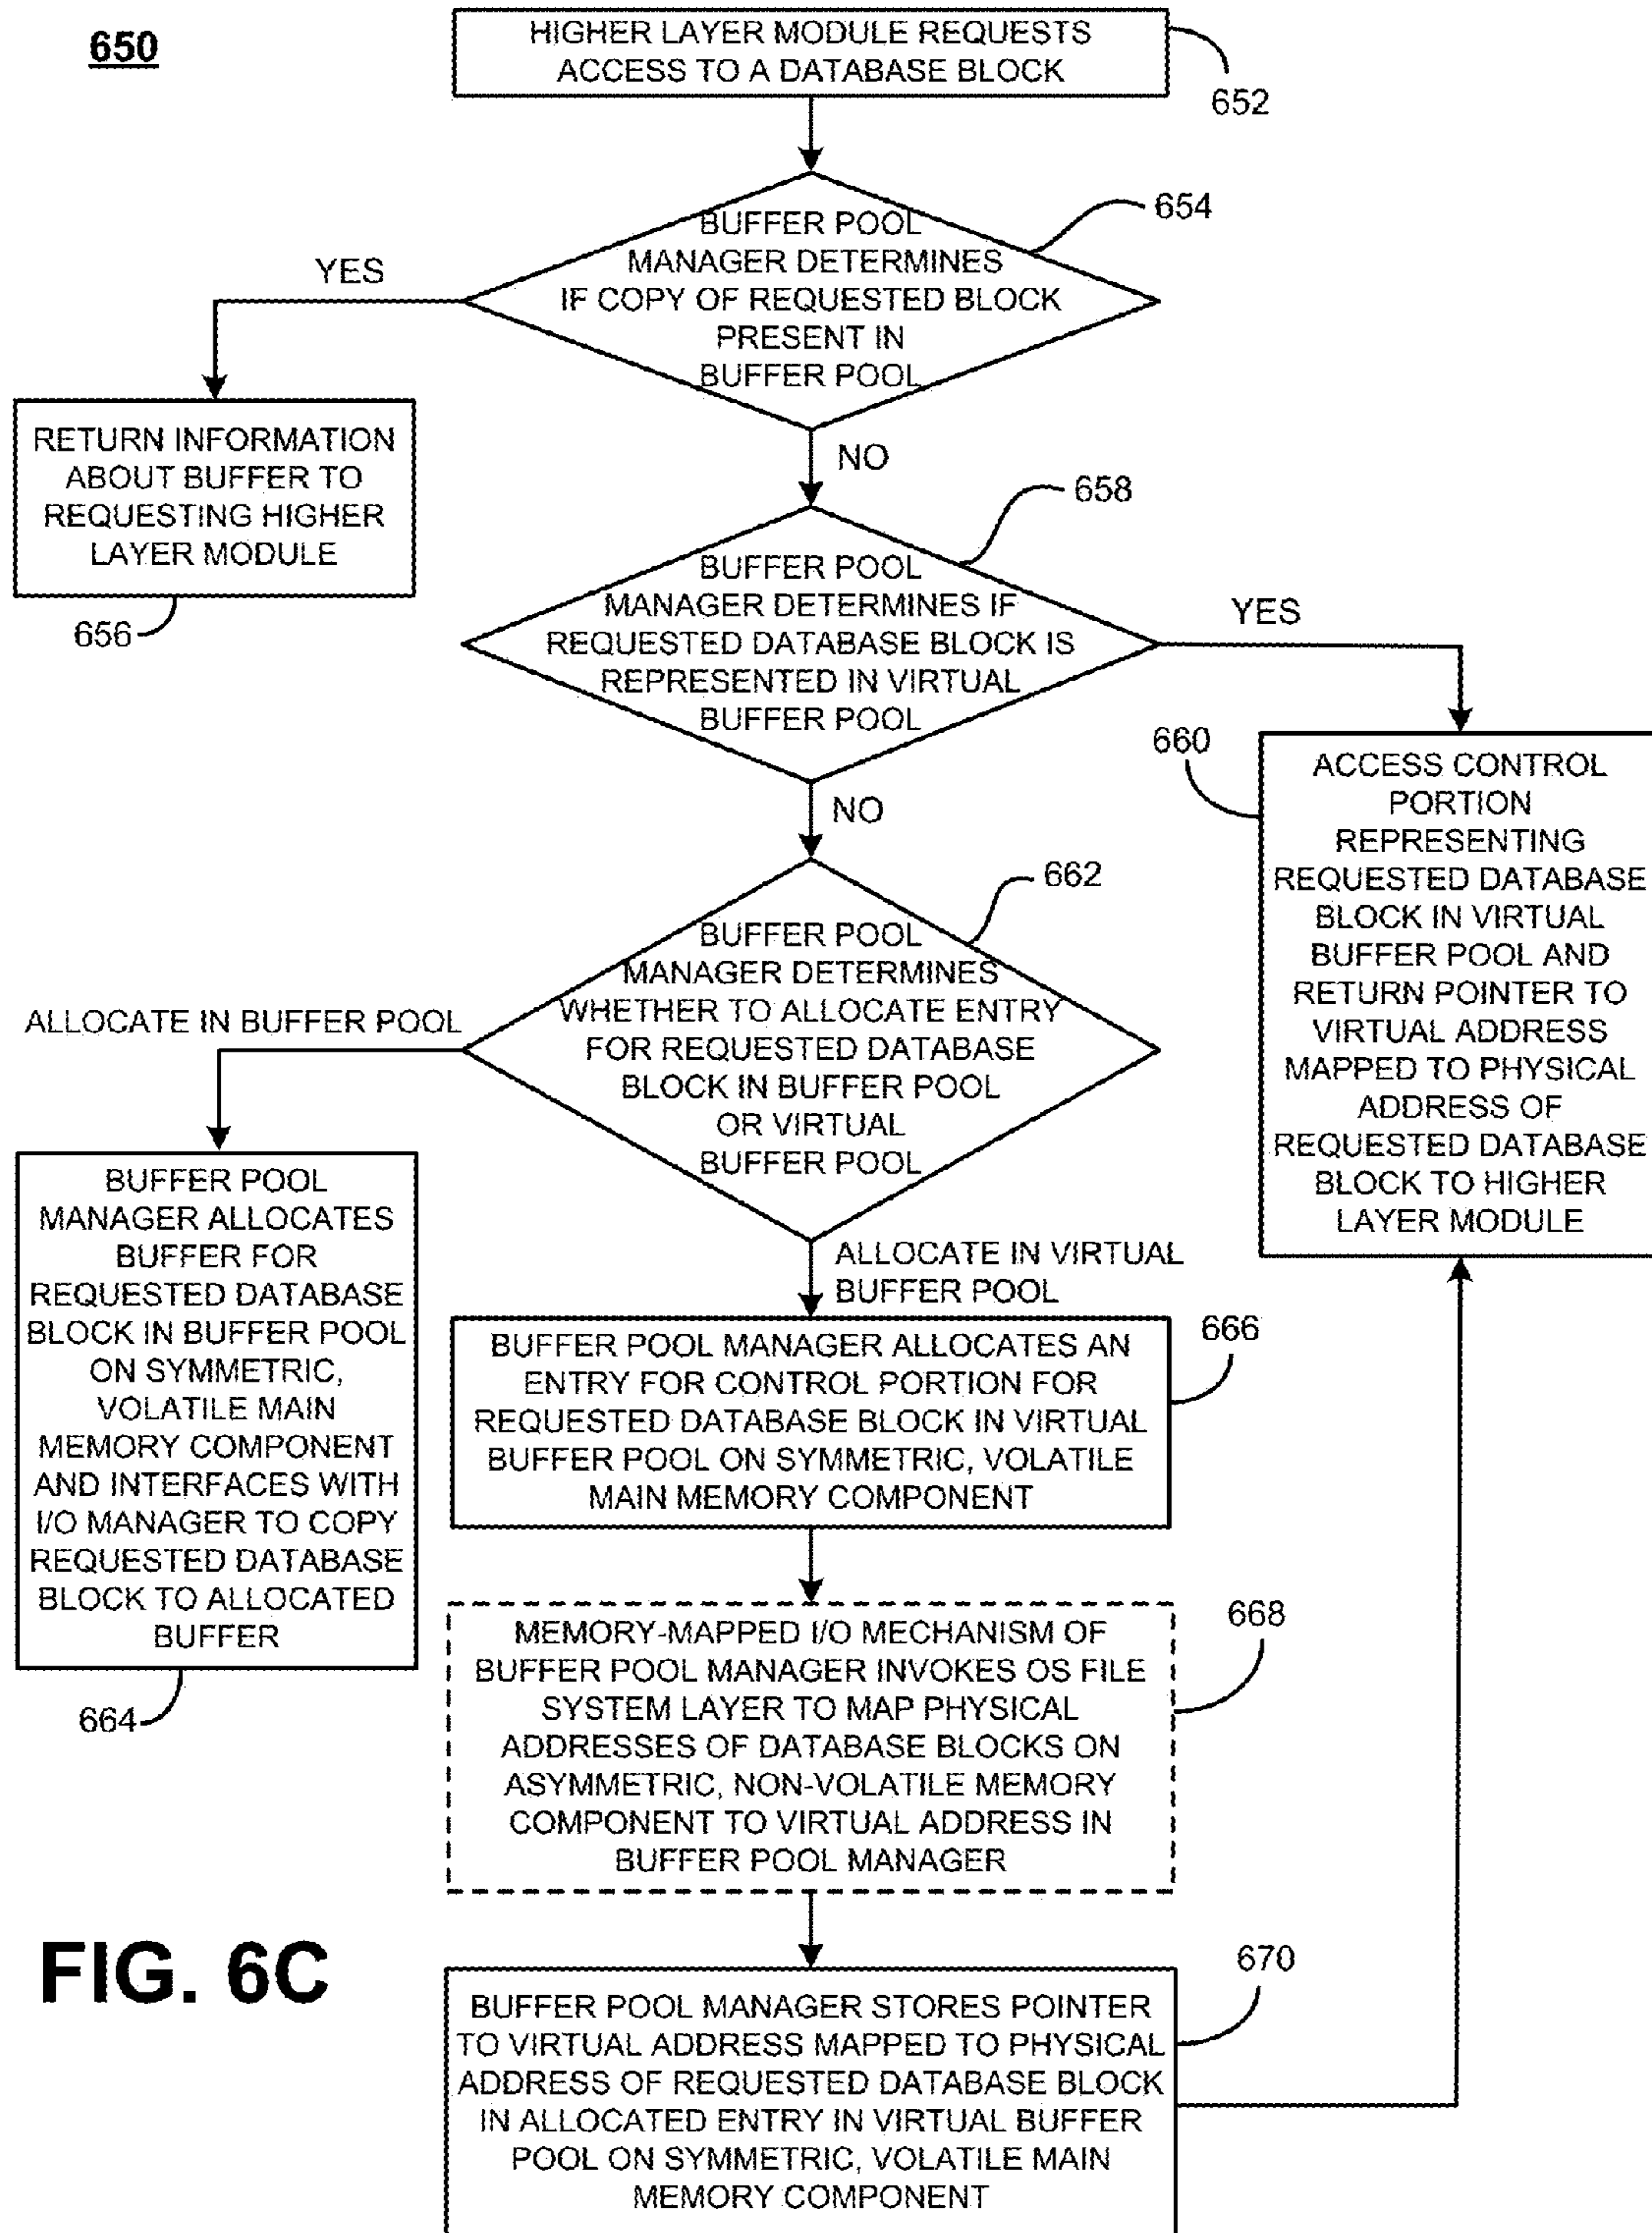 650
HIGHER LAYER MODULE REQUESTS
ACCESS TO A DATABASE BLOCK
652
BUFFER POOL
MANAGER DETERMINES
IF COPY OF REQUESTED BLOCK
PRESENT IN
BUFFER POOL
654
YES
NO
RETURN INFORMATION
ABOUT BUFFER TO
REQUESTING HIGHER
LAYER MODULE
656
BUFFER POOL
MANAGER DETERMINES IF
REQUESTED DATABASE BLOCK IS
REPRESENTED IN VIRTUAL
BUFFER POOL
658
YES
NO
660
ACCESS CONTROL
PORTION
REPRESENTING
REQUESTED DATABASE
BLOCK IN VIRTUAL
BUFFER POOL AND
RETURN POINTER TO
VIRTUAL ADDRESS
MAPPED TO PHYSICAL
ADDRESS OF
REQUESTED DATABASE
BLOCK TO HIGHER
LAYER MODULE
BUFFER POOL
MANAGER DETERMINES
WHETHER TO ALLOCATE ENTRY
FOR REQUESTED DATABASE
BLOCK IN BUFFER POOL
OR VIRTUAL
BUFFER POOL
662
ALLOCATE IN BUFFER POOL
BUFFER POOL
MANAGER ALLOCATES
BUFFER FOR
REQUESTED DATABASE
BLOCK IN BUFFER POOL
ON SYMMETRIC,
VOLATILE MAIN
MEMORY COMPONENT
AND INTERFACES WITH
I/O MANAGER TO COPY
REQUESTED DATABASE
BLOCK TO ALLOCATED
BUFFER
664
ALLOCATE IN VIRTUAL
BUFFER POOL
BUFFER POOL MANAGER ALLOCATES AN
ENTRY FOR CONTROL PORTION FOR
REQUESTED DATABASE BLOCK IN VIRTUAL
BUFFER POOL ON SYMMETRIC, VOLATILE
MAIN MEMORY COMPONENT
666
MEMORY-MAPPED I/O MECHANISM OF
BUFFER POOL MANAGER INVOKES OS FILE
SYSTEM LAYER TO MAP PHYSICAL
ADDRESSES OF DATABASE BLOCKS ON
ASYMMETRIC, NON-VOLATILE MEMORY
COMPONENT TO VIRTUAL ADDRESS IN
BUFFER POOL MANAGER
668
BUFFER POOL MANAGER STORES POINTER
TO VIRTUAL ADDRESS MAPPED TO PHYSICAL
ADDRESS OF REQUESTED DATABASE BLOCK
IN ALLOCATED ENTRY IN VIRTUAL BUFFER
POOL ON SYMMETRIC, VOLATILE MAIN
MEMORY COMPONENT
670
FIG. 6C